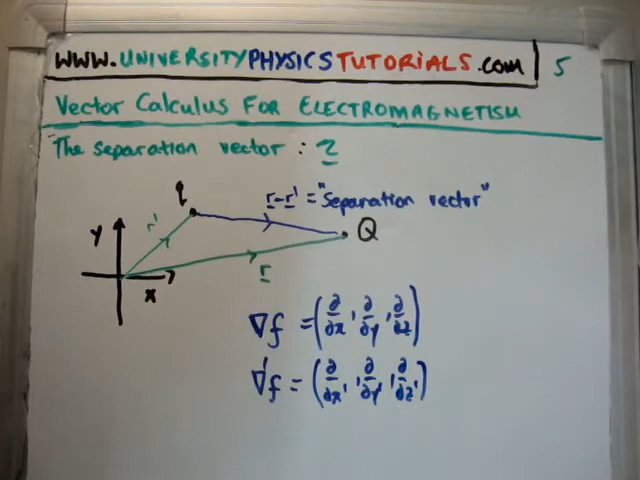 WWW.UNIVERSITYPHYSICSTUTORIALS.com 5
Vector Calculus FOR ELECTROMAGNETISM
The separation vector :
q
r' r-r' = "Separation vector"
Y Q
r
x
∇f = (∂/∂x, ∂/∂y, ∂/∂z)
∇'f = (∂/∂x', ∂/∂y', ∂/∂z')